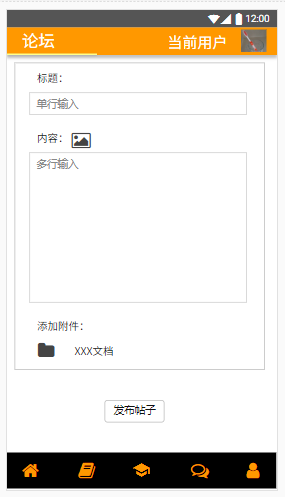 12:00
论坛 当前用户
标题：
单行输入
内容：
多行输入
添加附件：
XXX文档
发布帖子